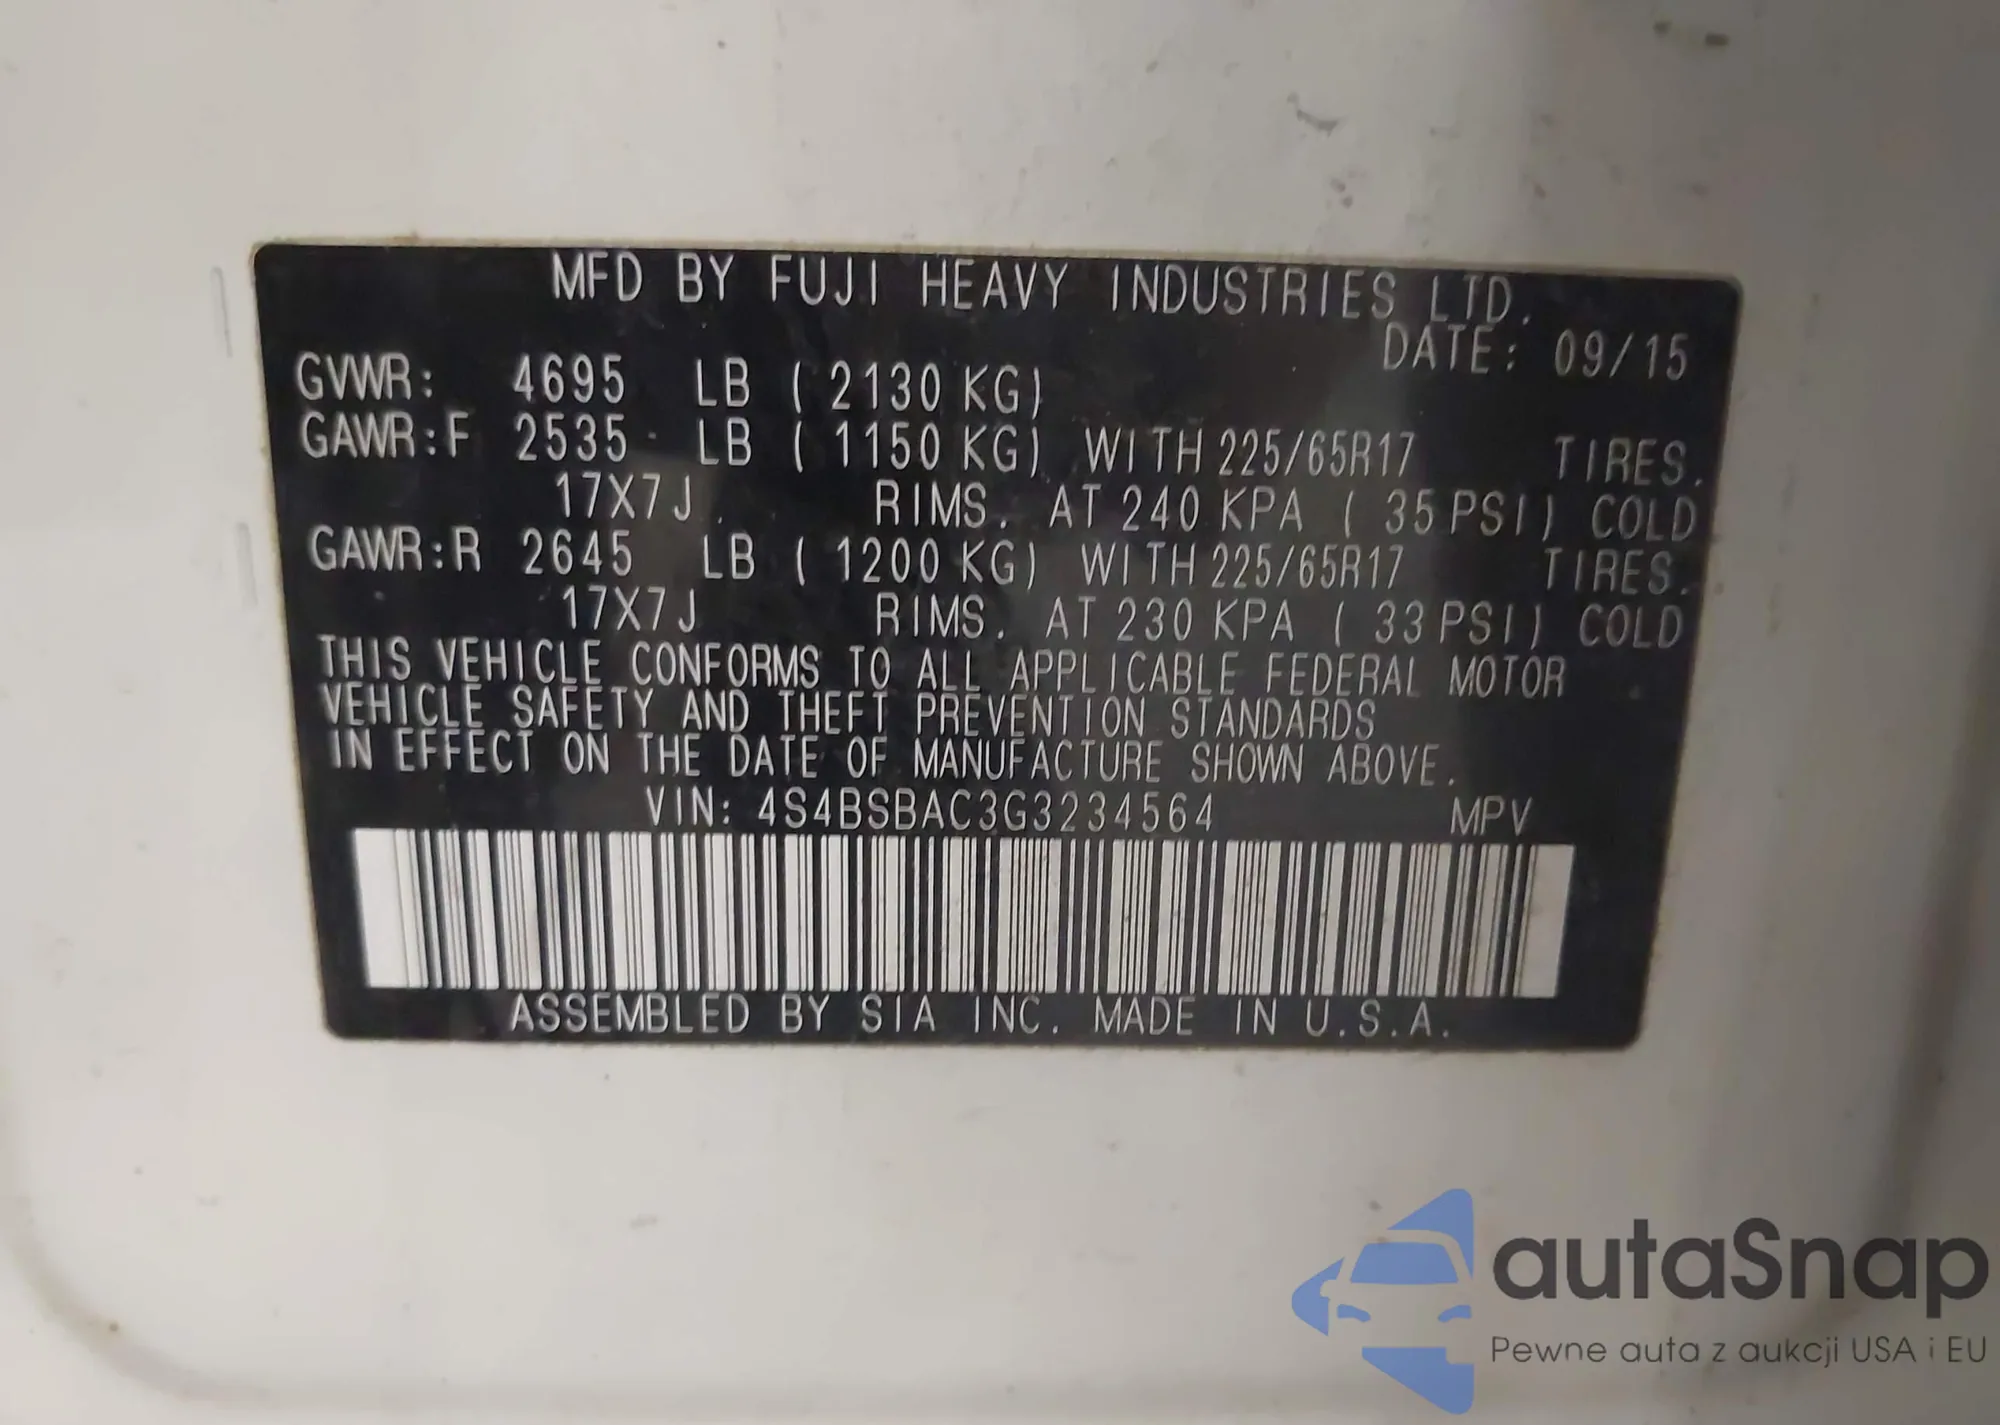 MFD BY FUJI HEAVY INDUSTRIES LTD.
DATE: 09/15
GVWR: 4695 LB (2130 KG)
GAWR:F 2535 LB (1150 KG) WITH 225/65R17 TIRES.
17X7J RIMS. AT 240 KPA (35 PSI) COLD
GAWR:R 2645 LB (1200 KG) WITH 225/65R17 TIRES.
17X7J RIMS. AT 230 KPA (33 PSI) COLD
THIS VEHICLE CONFORMS TO ALL APPLICABLE FEDERAL MOTOR
VEHICLE SAFETY AND THEFT PREVENTION STANDARDS
IN EFFECT ON THE DATE OF MANUFACTURE SHOWN ABOVE.
VIN: 4S4BSBAC3G3234564 MPV
ASSEMBLED BY SIA INC. MADE IN U.S.A.
autaSnap
Pewne auta z aukcji USA i EU